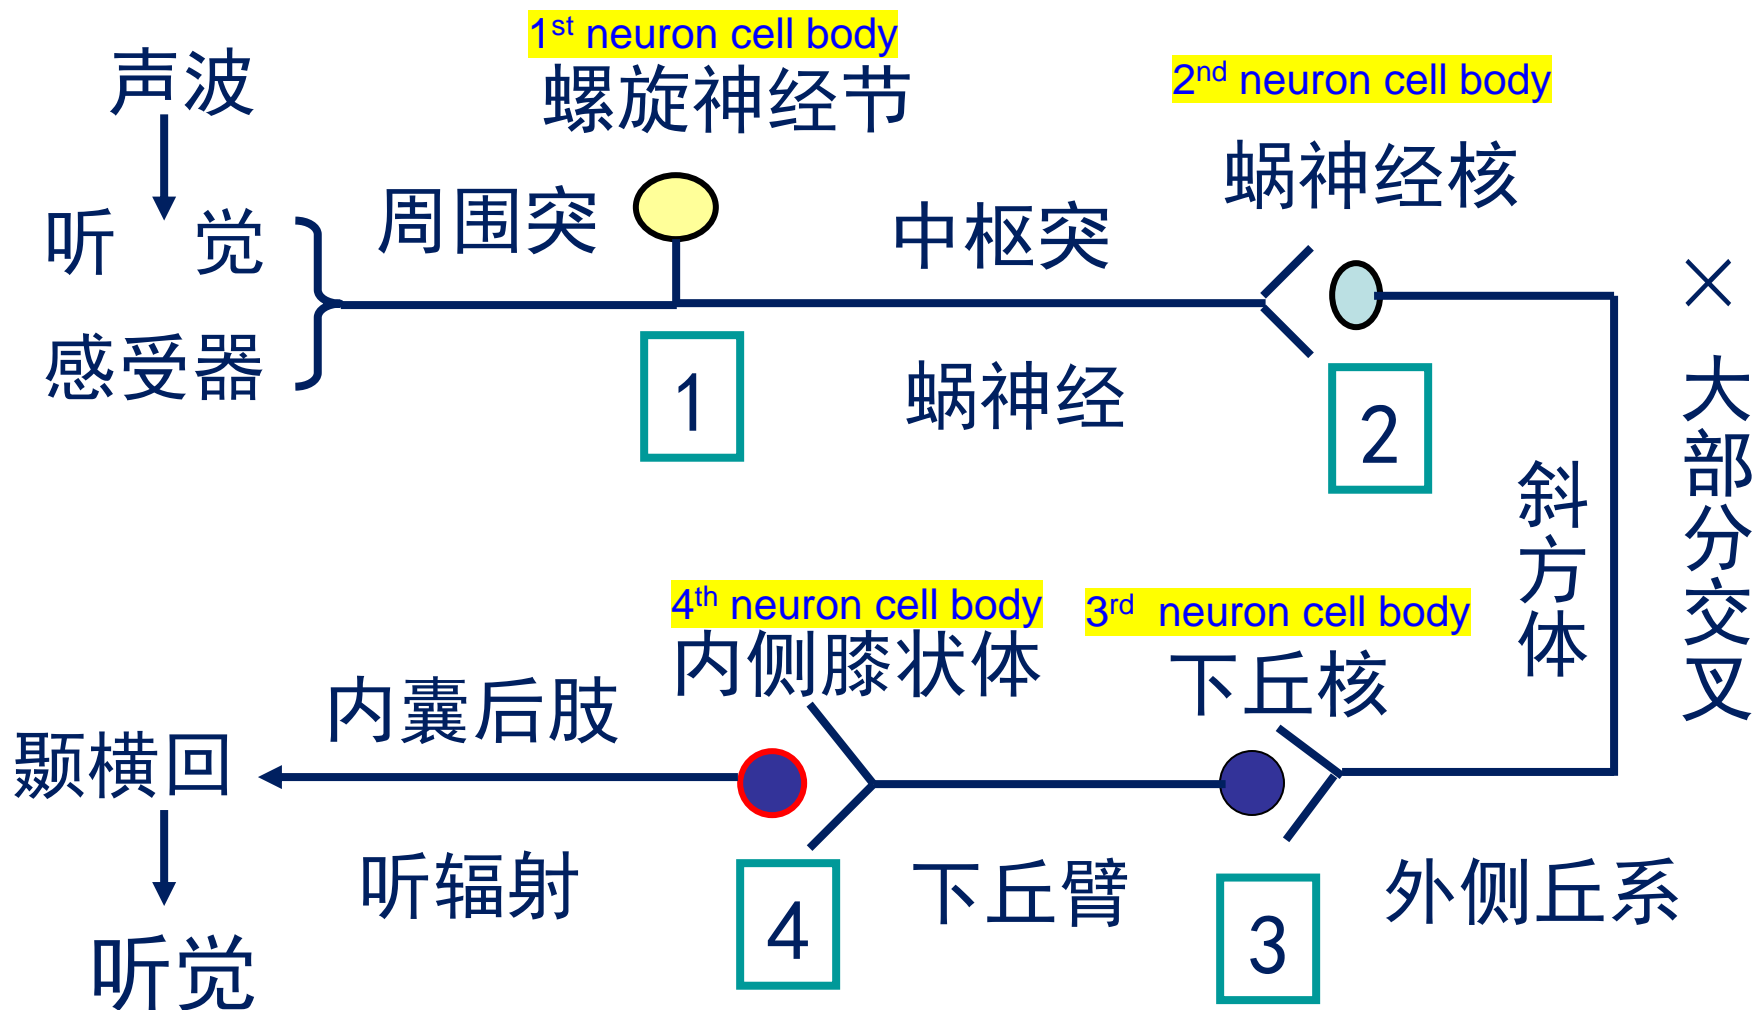 声波
听 觉
感受器
周围突
1st neuron cell body
螺旋神经节
1
中枢突
蜗神经
2nd neuron cell body
蜗神经核
2
×
大部分交叉
斜方体
外侧丘系
3rd neuron cell body
下丘核
3
下丘臂
4th neuron cell body
内侧膝状体
4
内囊后肢
听辐射
颞横回
听觉